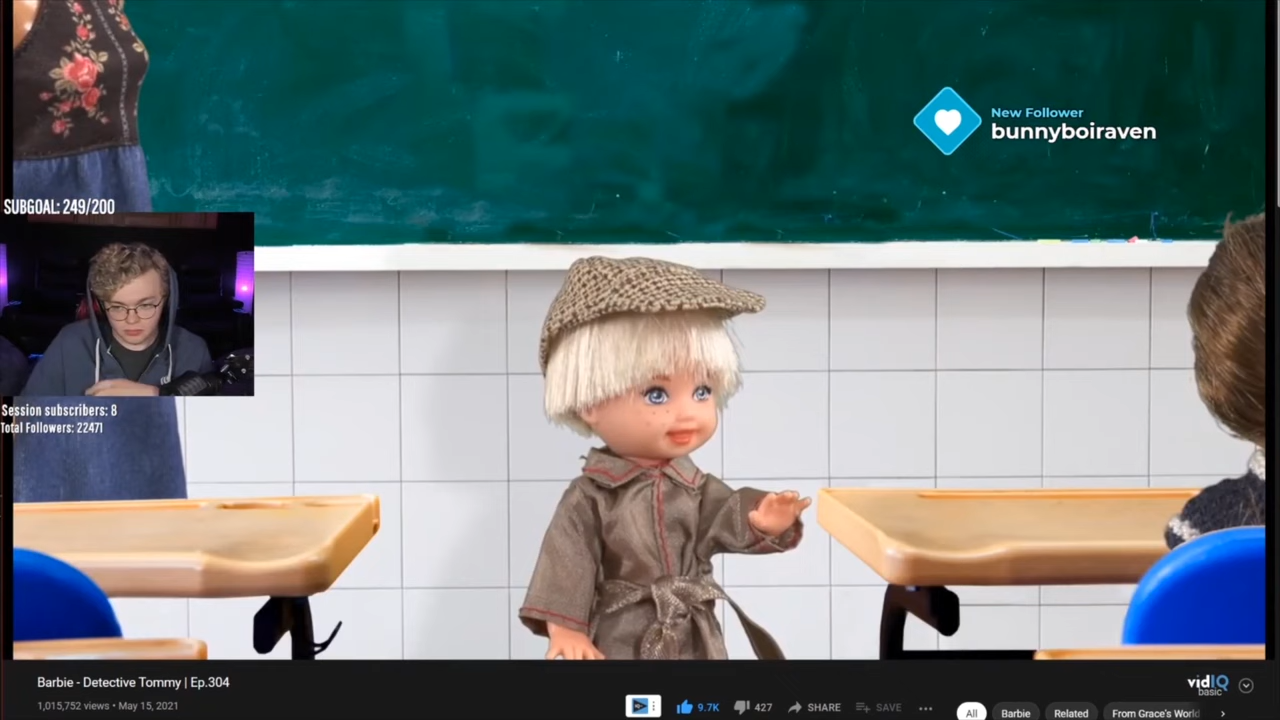 New Follower
bunnyboiraven
SUBGOAL: 249/200
Session subscribers: 8
Total Followers: 22471
Barbie - Detective Tommy | Ep.304
1,015,752 views • May 15, 2021
9.7K
427
SHARE
SAVE
vidIQ
basic
All
Barbie
Related
From Grace's World